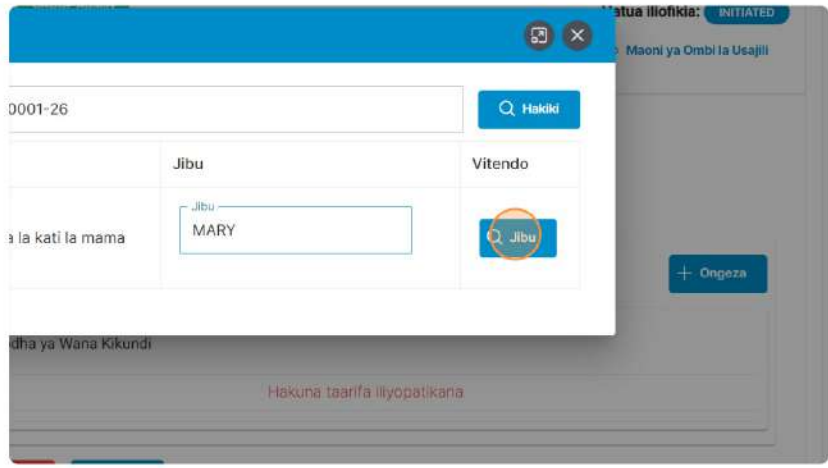 Hatua iliofikia: INITIATED
Maoni ya Ombi la Usajili
0001-26
Hakiki
Jibu
Vitendo
la kati la mama
Jibu
MARY
Jibu
Ongeza
dha ya Wana Kikundi
Hakuna taarifa iliyopatikana